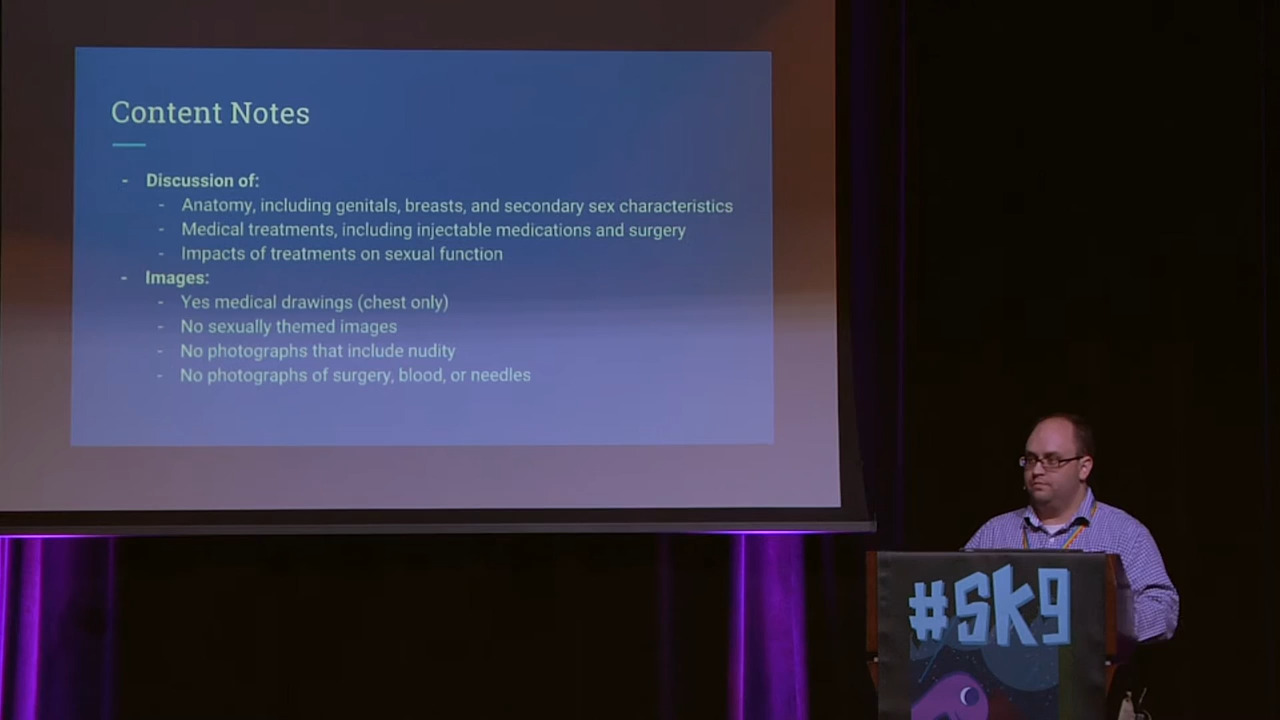 Content Notes
- Discussion of:
- Anatomy, including genitals, breasts, and secondary sex characteristics
- Medical treatments, including injectable medications and surgery
- Impacts of treatments on sexual function
- Images:
- Yes medical drawings (chest only)
- No sexually themed images
- No photographs that include nudity
- No photographs of surgery, blood, or needles
#SK9